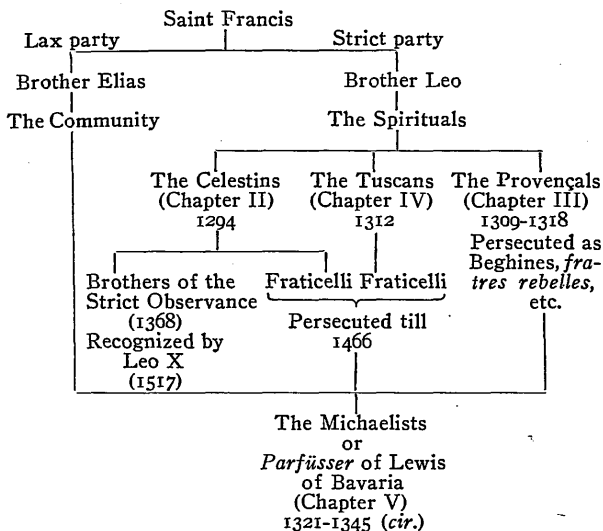 Saint Francis
Lax party
Strict party
Brother Elias
Brother Leo
The Community
The Spirituals
The Celestins
(Chapter II)
1294
The Tuscans
(Chapter IV)
1312
The Provençals
(Chapter III)
1309-1318
Persecuted as
Beghines, fra-
tres rebelles,
etc.
Brothers of the
Strict Observance
(1368)
Recognized by
Leo X
(1517)
Fraticelli Fraticelli
Persecuted till
1466
The Michaelists
or
Parfüsser of Lewis
of Bavaria
(Chapter V)
1321-1345 (cir.)